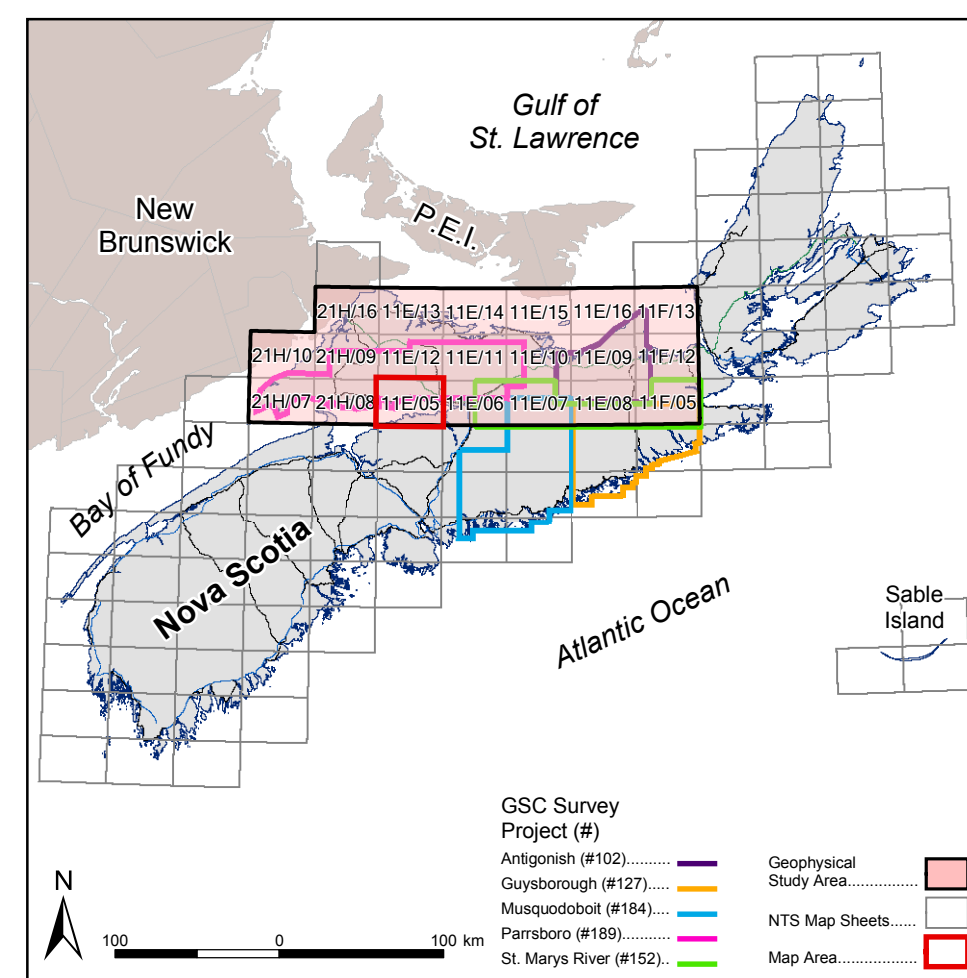 Gulf of
St. Lawrence
New
Brunswick
P.E.I.
21H/16 11E/13 11E/14 11E/15 11E/16 11F/13
21H/10 21H/09 11E/12 11E/11 11E/10 11E/09 11F/12
21H/07 21H/08 11E/05 11E/06 11E/07 11E/08 11F/05
Bay of Fundy
Nova Scotia
Atlantic Ocean
Sable
Island
GSC Survey
Project (#)
Antigonish (#102)..........
Guysborough (#127).....
Musquodoboit (#184)....
Parrsboro (#189)...........
St. Marys River (#152)..
Geophysical
Study Area................
NTS Map Sheets......
Map Area..................
N
100 0 100 km